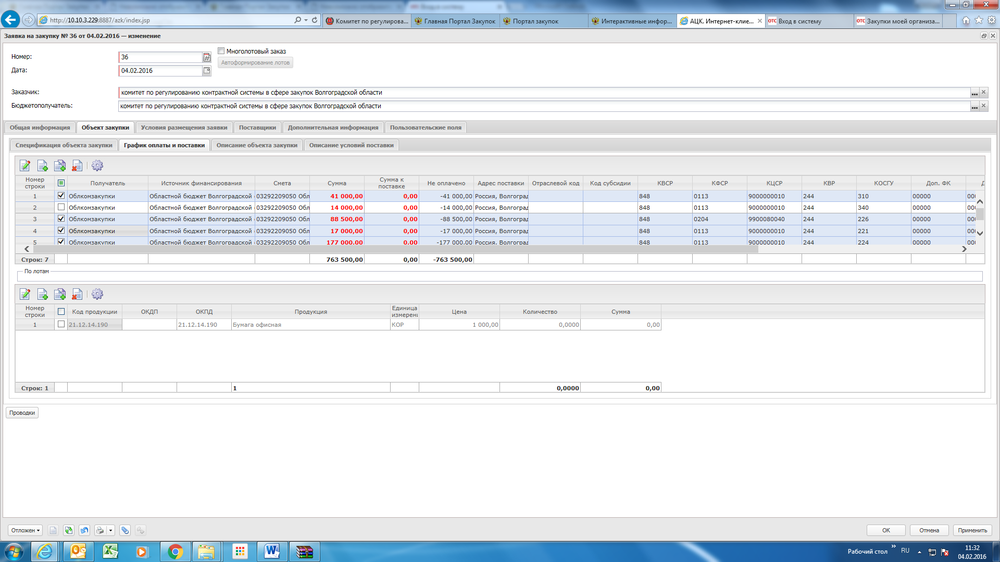 http://10.10.3.229:8887/azk/index.jsp
Комитет по регулирова...
Главная Портал Закупок
Портал закупок
Интерактивные инфор...
АЦК. Интернет-клие...
отс Вход в систему
отс Закупки моей организа...
Заявка на закупку № 36 от 04.02.2016 — изменение
Номер: 36
Многолотовый заказ
Автоформирование лотов
Дата: 04.02.2016
Заказчик: комитет по регулированию контрактной системы в сфере закупок Волгоградской области
Бюджетополучатель: комитет по регулированию контрактной системы в сфере закупок Волгоградской области
Общая информация Объект закупки Условия размещения заявки Поставщики Дополнительная информация Пользовательские поля
Спецификация объекта закупки График оплаты и поставки Описание объекта закупки Описание условий поставки
Номер строки Получатель Источник финансирования Смета Сумма Сумма к поставке Не оплачено Адрес поставки Отраслевой код Код субсидии КВСР КФСР КЦСР КВР КОСГУ Доп. ФК
1 Облкомзакупки Областной бюджет Волгоградской 03292209050 Обл 41 000,00 0,00 -41 000,00 Россия, Волгоград 848 0113 9000000010 244 310 00000 00
2 Облкомзакупки Областной бюджет Волгоградской 03292209050 Обл 14 000,00 0,00 -14 000,00 Россия, Волгоград 848 0113 9000000010 244 340 00000 00
3 Облкомзакупки Областной бюджет Волгоградской 03292209050 Обл 88 500,00 0,00 -88 500,00 Россия, Волгоград 848 0204 9900080040 244 226 00000 00
4 Облкомзакупки Областной бюджет Волгоградской 03292209050 Обл 17 000,00 0,00 -17 000,00 Россия, Волгоград 848 0113 9000000010 244 221 00000 00
5 Облкомзакупки Областной бюджет Волгоградской 03292209050 Обл 177 000,00 0,00 -177 000,00 Россия, Волгоград 848 0113 9000000010 244 224 00000 00
Строк: 7 763 500,00 0,00 -763 500,00
По лотам
Номер строки Код продукции ОКДП ОКПД Продукция Единица измерени Цена Количество Сумма
1 21.12.14.190 21.12.14.190 Бумага офисная КОР 1 000,00 0,0000 0,00
Строк: 1 1 0,0000 0,00
Проводки
Отложен
ОК Отмена Применить
Рабочий стол » RU 11:32
04.02.2016